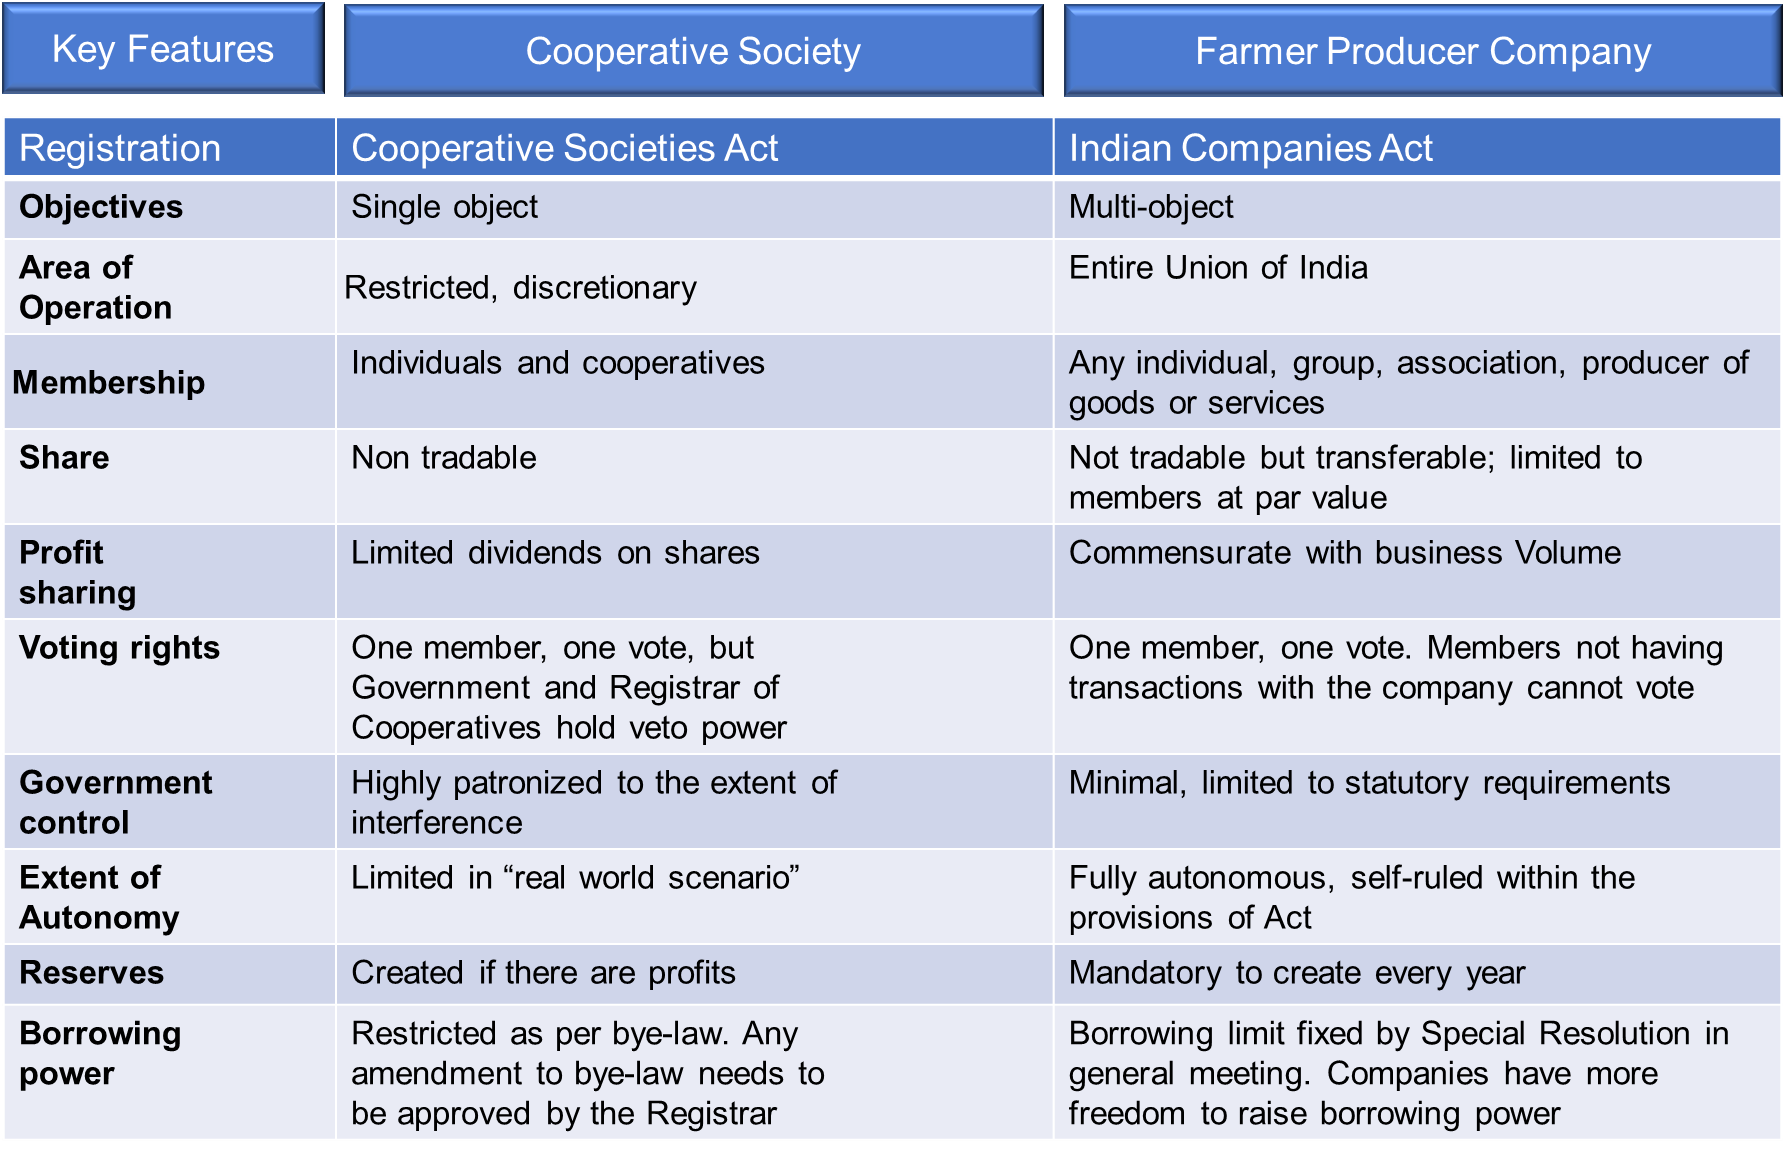 Key Features
Cooperative Society
Farmer Producer Company
Registration
Cooperative Societies Act
Indian Companies Act
Objectives
Single object
Multi-object
Area of
Operation
Restricted, discretionary
Entire Union of India
Membership
Individuals and cooperatives
Any individual, group, association, producer of
goods or services
Share
Non tradable
Not tradable but transferable; limited to
members at par value
Profit
sharing
Limited dividends on shares
Commensurate with business Volume
Voting rights
One member, one vote, but
Government and Registrar of
Cooperatives hold veto power
One member, one vote. Members not having
transactions with the company cannot vote
Government
control
Highly patronized to the extent of
interference
Minimal, limited to statutory requirements
Extent of
Autonomy
Limited in “real world scenario”
Fully autonomous, self-ruled within the
provisions of Act
Reserves
Created if there are profits
Mandatory to create every year
Borrowing
power
Restricted as per bye-law. Any
amendment to bye-law needs to
be approved by the Registrar
Borrowing limit fixed by Special Resolution in
general meeting. Companies have more
freedom to raise borrowing power